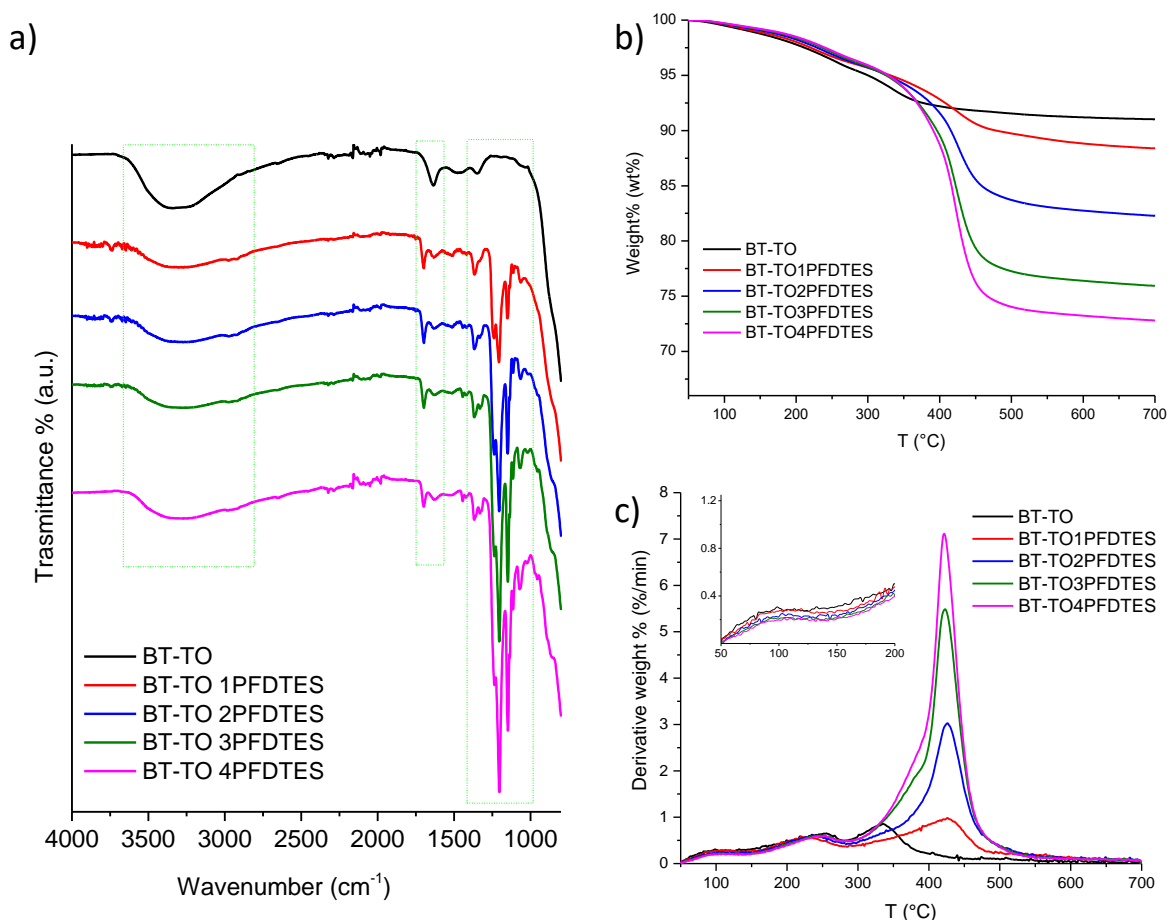 a)
Trasmittance % (a.u.)
BT-TO
BT-TO 1PFDTES
BT-TO 2PFDTES
BT-TO 3PFDTES
BT-TO 4PFDTES
4000 3500 3000 2500 2000 1500 1000
Wavenumber (cm-1)
b)
100
95
90
85
80
75
70
Weight% (wt%)
BT-TO
BT-TO1PFDTES
BT-TO2PFDTES
BT-TO3PFDTES
BT-TO4PFDTES
100 200 300 400 500 600 700
T (°C)
c)
8
7
6
5
4
3
2
1
0
Derivative weight % (%/min)
1.2
0.8
0.4
50 100 150 200
BT-TO
BT-TO1PFDTES
BT-TO2PFDTES
BT-TO3PFDTES
BT-TO4PFDTES
100 200 300 400 500 600 700
T (°C)